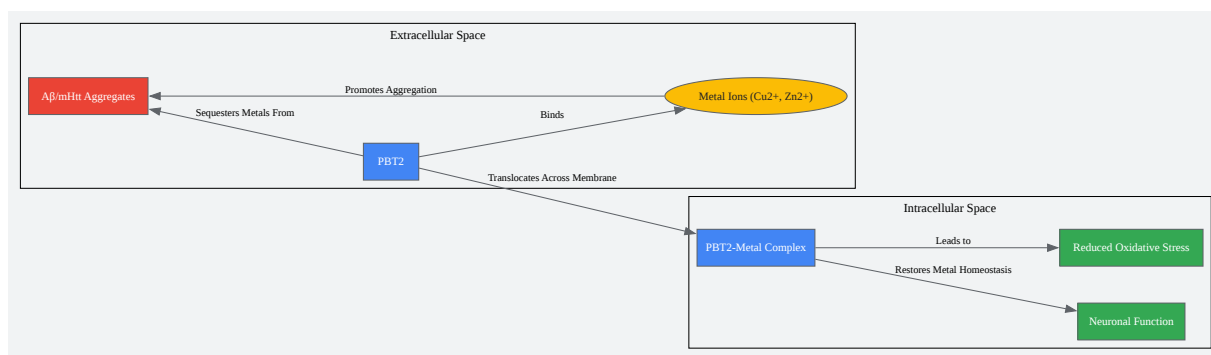 Extracellular Space
Aβ/mHtt Aggregates
Promotes Aggregation
Metal Ions (Cu2+, Zn2+)
Sequesters Metals From
Binds
PBT2
Translocates Across Membrane
Intracellular Space
PBT2-Metal Complex
Leads to
Reduced Oxidative Stress
Restores Metal Homeostasis
Neuronal Function